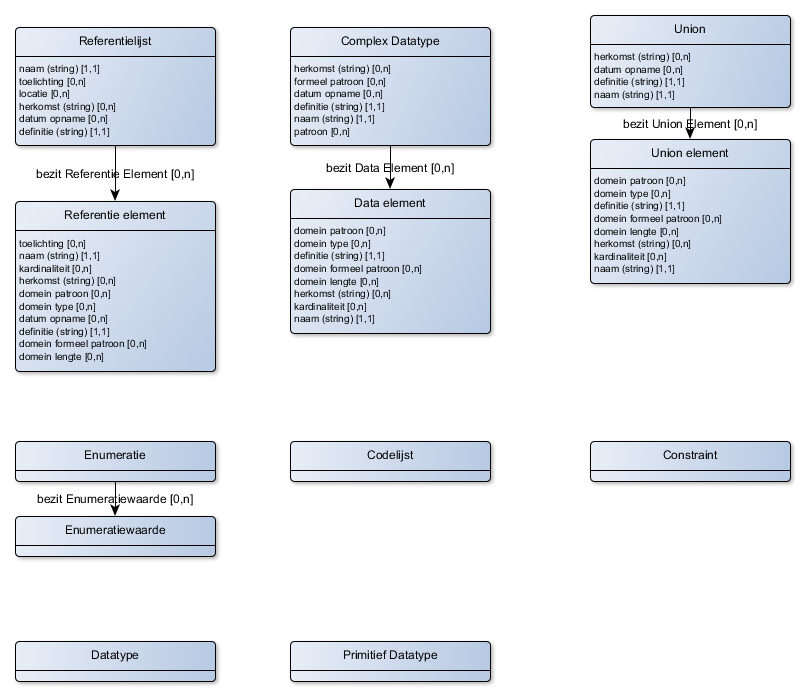 Referentielijst
naam (string) [1,1]
toelichting [0,n]
locatie [0,n]
herkomst (string) [0,n]
datum opname [0,n]
definitie (string) [1,1]
bezit Referentie Element [0,n]
Referentie element
toelichting [0,n]
naam (string) [1,1]
kardinaliteit [0,n]
herkomst (string) [0,n]
domein patroon [0,n]
domein type [0,n]
datum opname [0,n]
definitie (string) [1,1]
domein formeel patroon [0,n]
domein lengte [0,n]
Complex Datatype
herkomst (string) [0,n]
formeel patroon [0,n]
datum opname [0,n]
definitie (string) [1,1]
naam (string) [1,1]
patroon [0,n]
bezit Data Element [0,n]
Data element
domein patroon [0,n]
domein type [0,n]
definitie (string) [1,1]
domein formeel patroon [0,n]
domein lengte [0,n]
herkomst (string) [0,n]
kardinaliteit [0,n]
naam (string) [1,1]
Union
herkomst (string) [0,n]
datum opname [0,n]
definitie (string) [1,1]
naam (string) [1,1]
bezit Union Element [0,n]
Union element
domein patroon [0,n]
domein type [0,n]
definitie (string) [1,1]
domein formeel patroon [0,n]
domein lengte [0,n]
herkomst (string) [0,n]
kardinaliteit [0,n]
naam (string) [1,1]
Enumeratie
bezit Enumeratiewaarde [0,n]
Enumeratiewaarde
Codelijst
Constraint
Datatype
Primitief Datatype